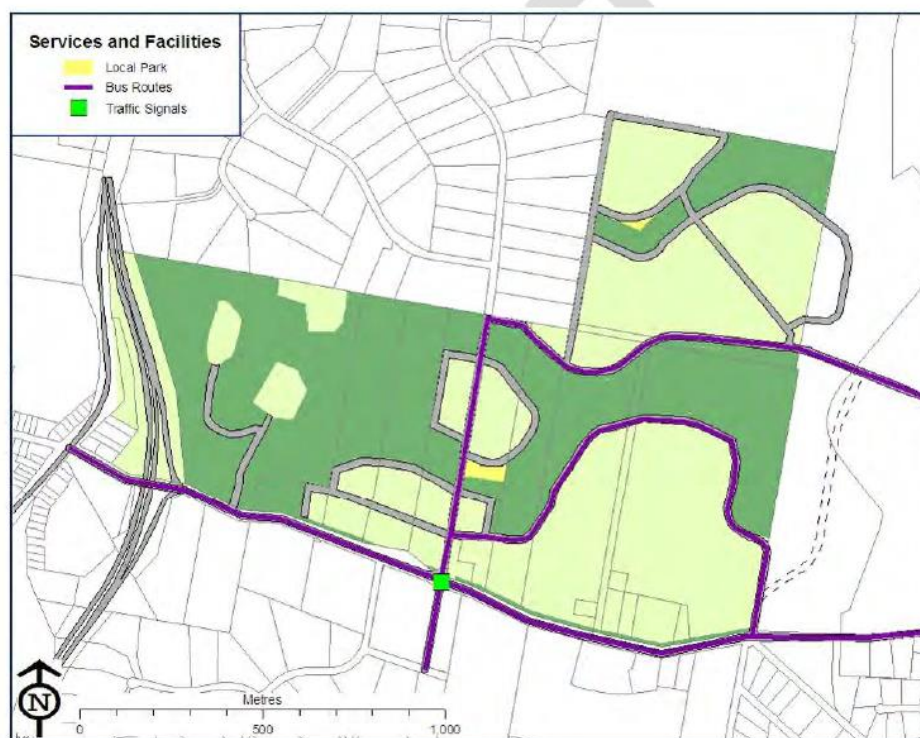 Services and Facilities
Local Park
Bus Routes
Traffic Signals
N
Metres
0
500
1,000